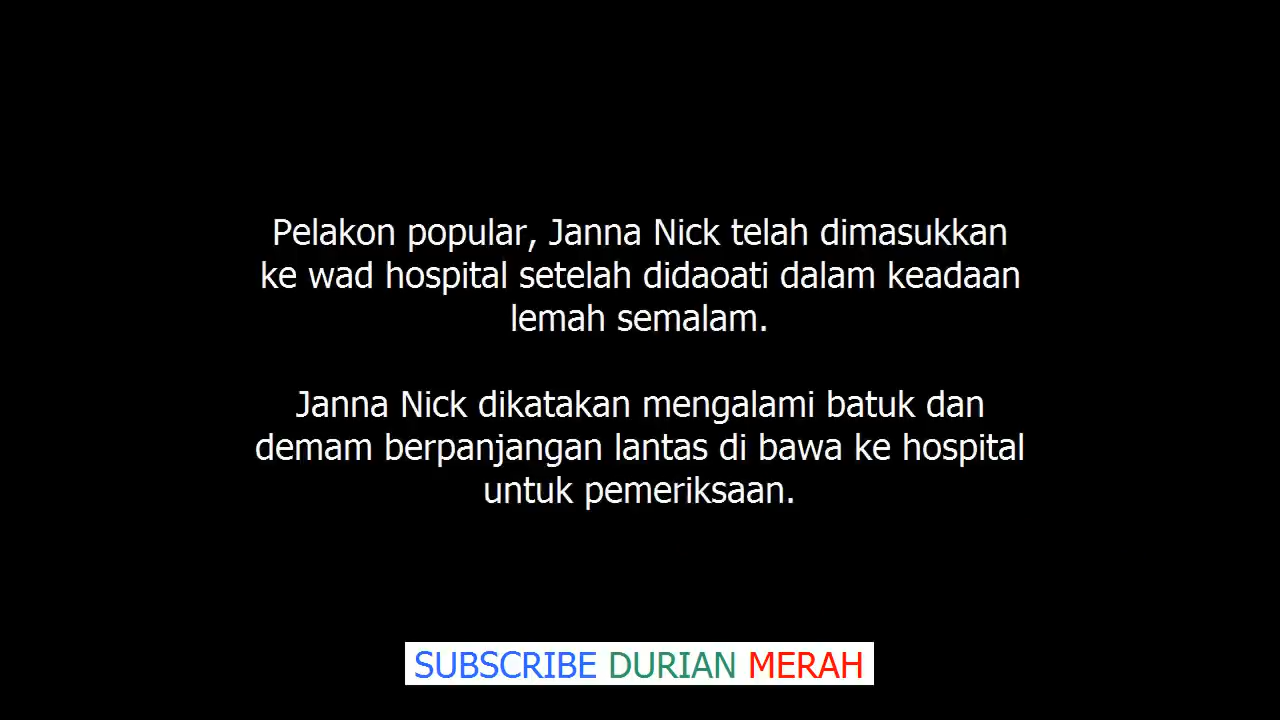 Pelakon popular, Janna Nick telah dimasukkan
ke wad hospital setelah didaoati dalam keadaan
lemah semalam.
Janna Nick dikatakan mengalami batuk dan
demam berpanjangan lantas di bawa ke hospital
untuk pemeriksaan.
SUBSCRIBE DURIAN MERAH